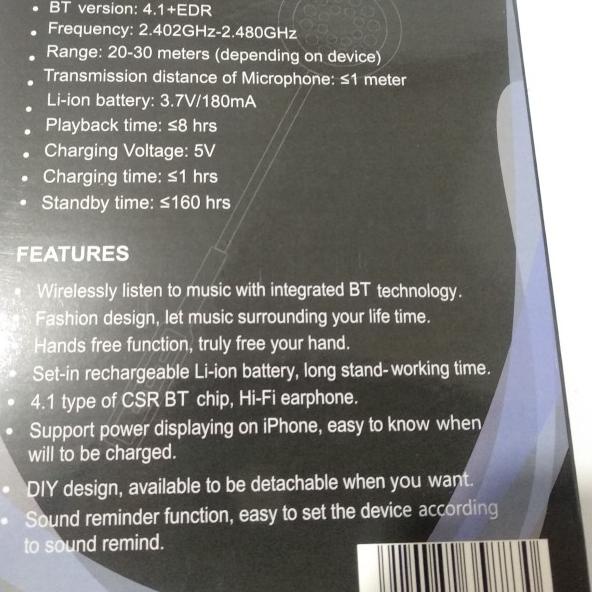 • BT version: 4.1+EDR
• Frequency: 2.402GHz-2.480GHz
• Range: 20-30 meters (depending on device)
• Transmission distance of Microphone: ≤1 meter
• Li-ion battery: 3.7V/180mA
• Playback time: ≤8 hrs
• Charging Voltage: 5V
• Charging time: ≤1 hrs
• Standby time: ≤160 hrs
FEATURES
• Wirelessly listen to music with integrated BT technology.
• Fashion design, let music surrounding your life time.
Hands free function, truly free your hand.
• Set-in rechargeable Li-ion battery, long stand-working time.
• 4.1 type of CSR BT chip, Hi-Fi earphone.
• Support power displaying on iPhone, easy to know when
will to be charged.
• DIY design, available to be detachable when you want.
• Sound reminder function, easy to set the device according
to sound remind.